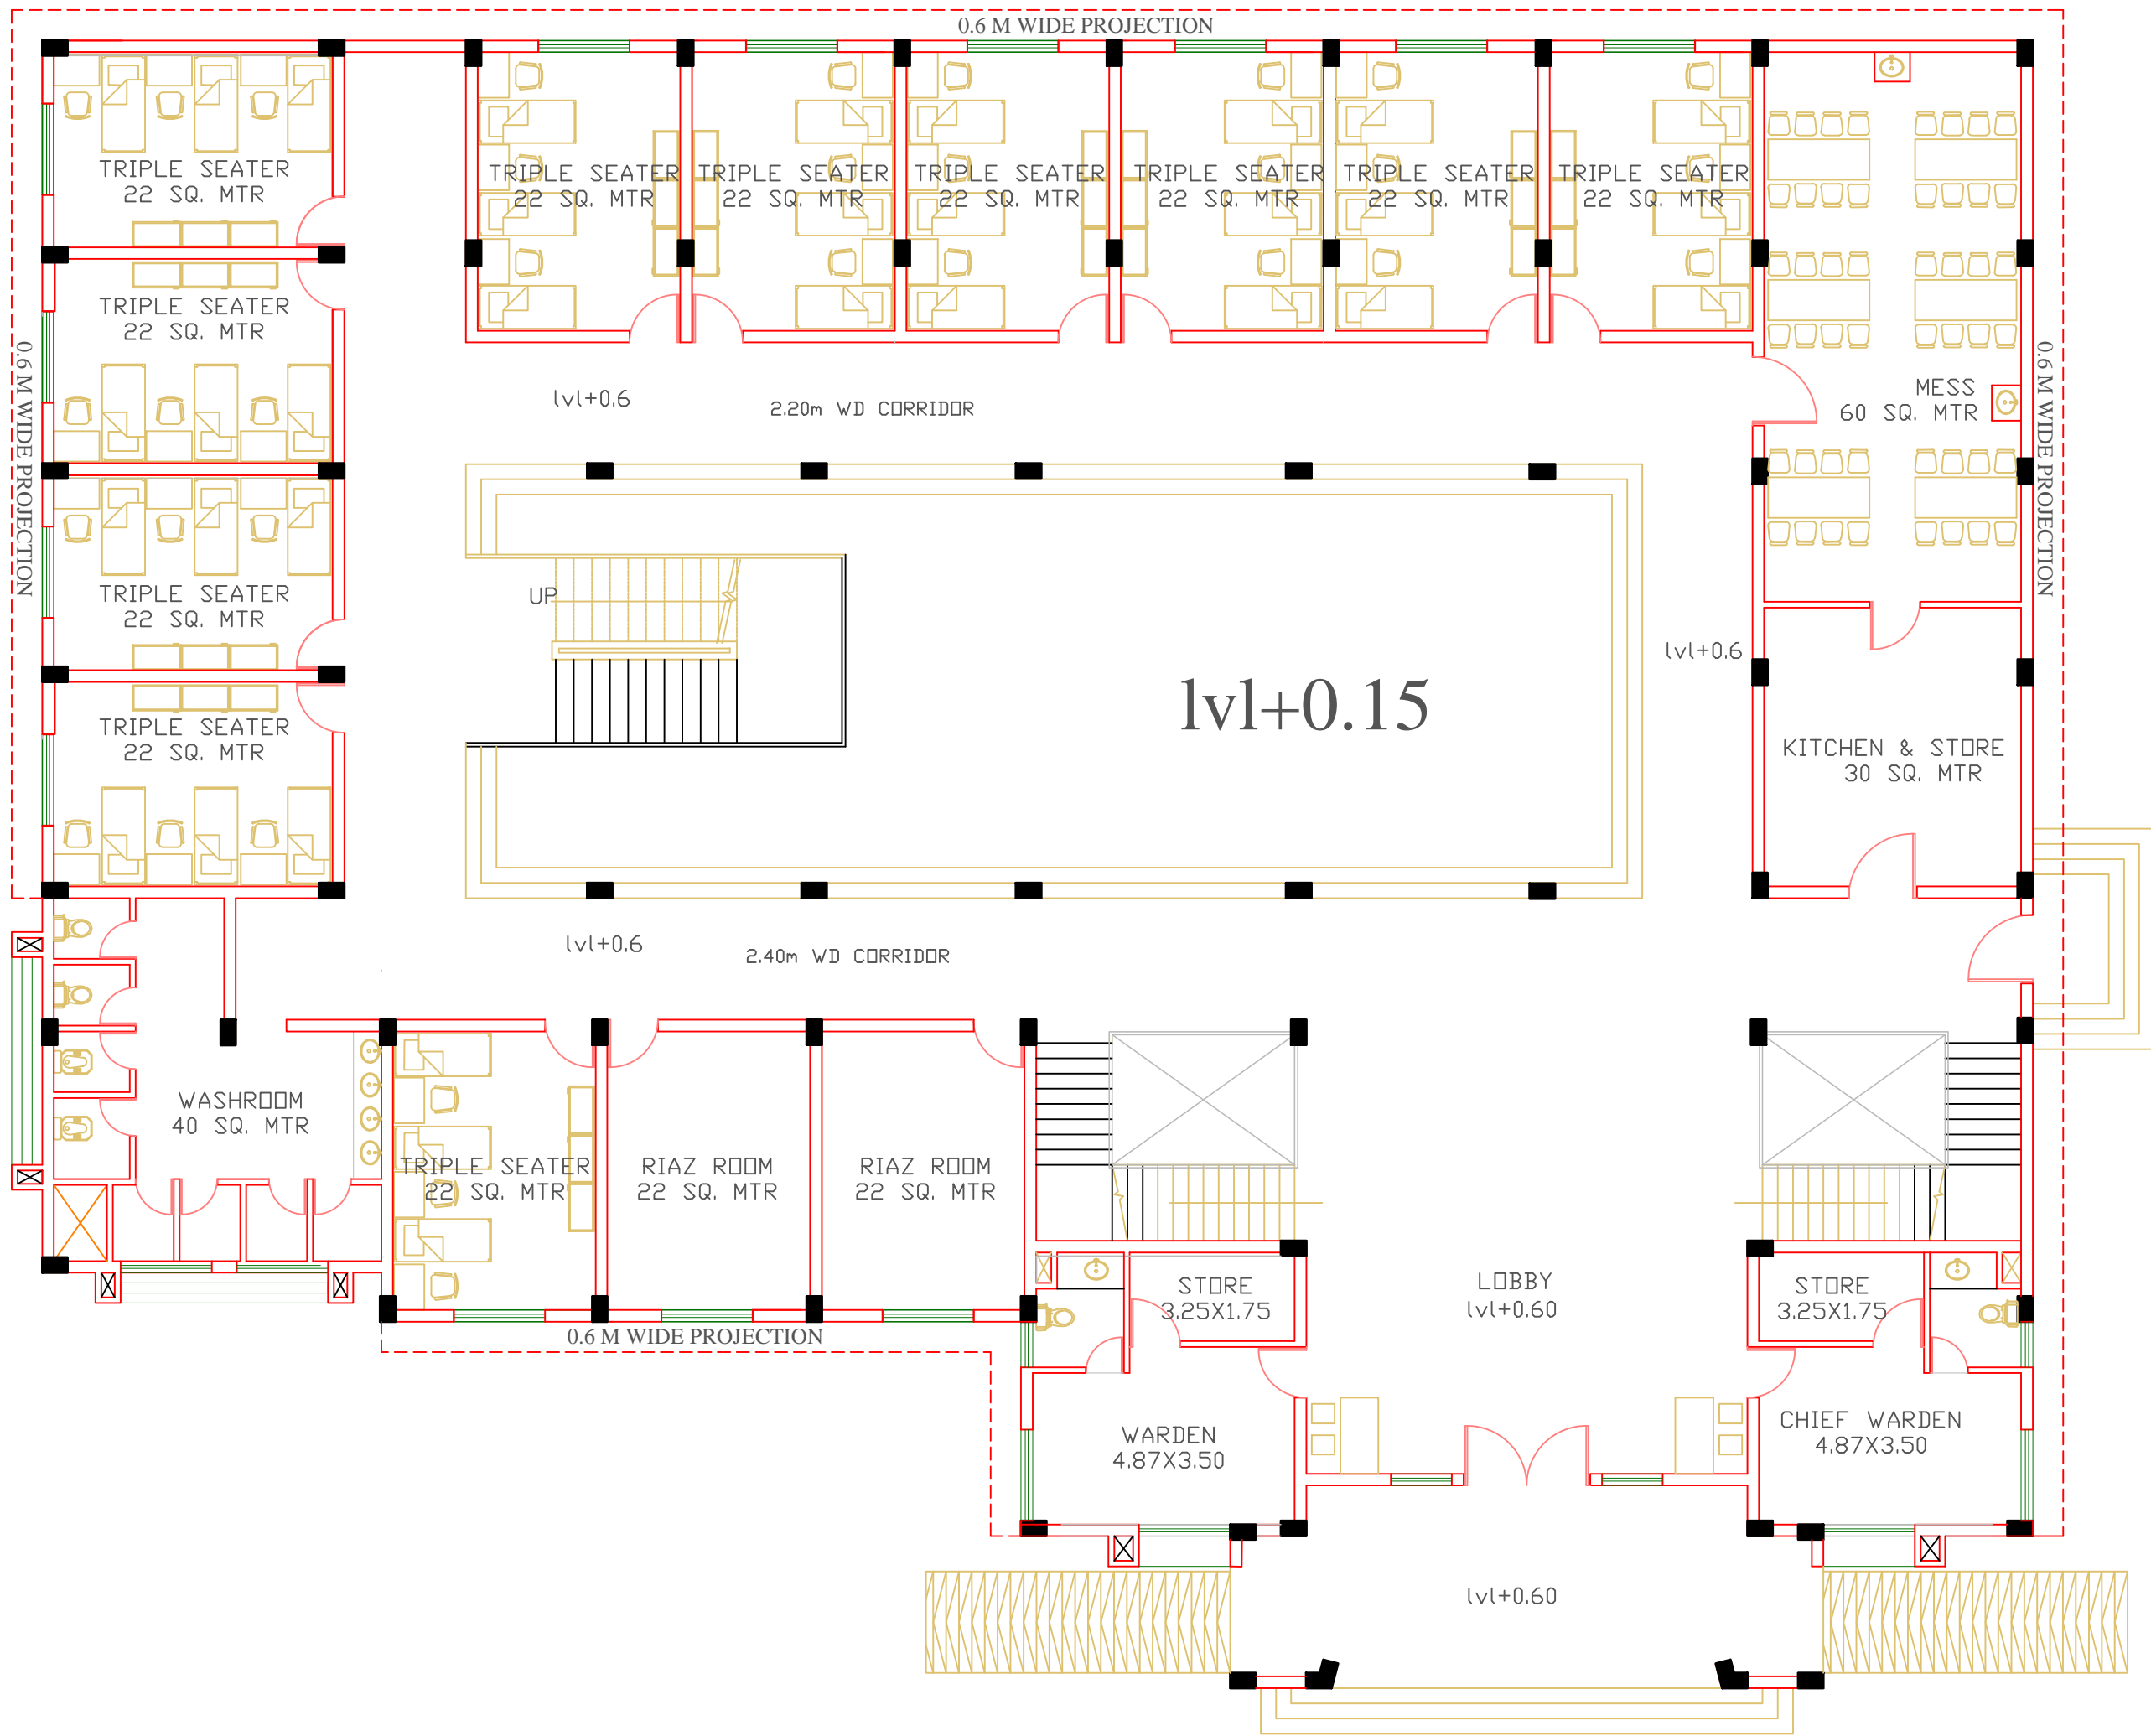 0.6 M WIDE PROJECTION
TRIPLE SEATER
22 SQ. MTR
TRIPLE SEATER
22 SQ. MTR
TRIPLE SEATER
22 SQ. MTR
TRIPLE SEATER
22 SQ. MTR
TRIPLE SEATER
22 SQ. MTR
TRIPLE SEATER
22 SQ. MTR
TRIPLE SEATER
22 SQ. MTR
TRIPLE SEATER
22 SQ. MTR
0.6 M WIDE PROJECTION
0.6 M WIDE PROJECTION
lvl+0.6
2.20m WD CORRIDOR
MESS
60 SQ. MTR
TRIPLE SEATER
22 SQ. MTR
UP
lvl+0.6
lvl+0.15
TRIPLE SEATER
22 SQ. MTR
KITCHEN & STORE
30 SQ. MTR
lvl+0.6
2.40m WD CORRIDOR
WASHROOM
40 SQ. MTR
TRIPLE SEATER
22 SQ. MTR
RIAZ ROOM
22 SQ. MTR
RIAZ ROOM
22 SQ. MTR
STORE
3.25X1.75
LOBBY
lvl+0.60
STORE
3.25X1.75
0.6 M WIDE PROJECTION
WARDEN
4.87X3.50
CHIEF WARDEN
4.87X3.50
lvl+0.60